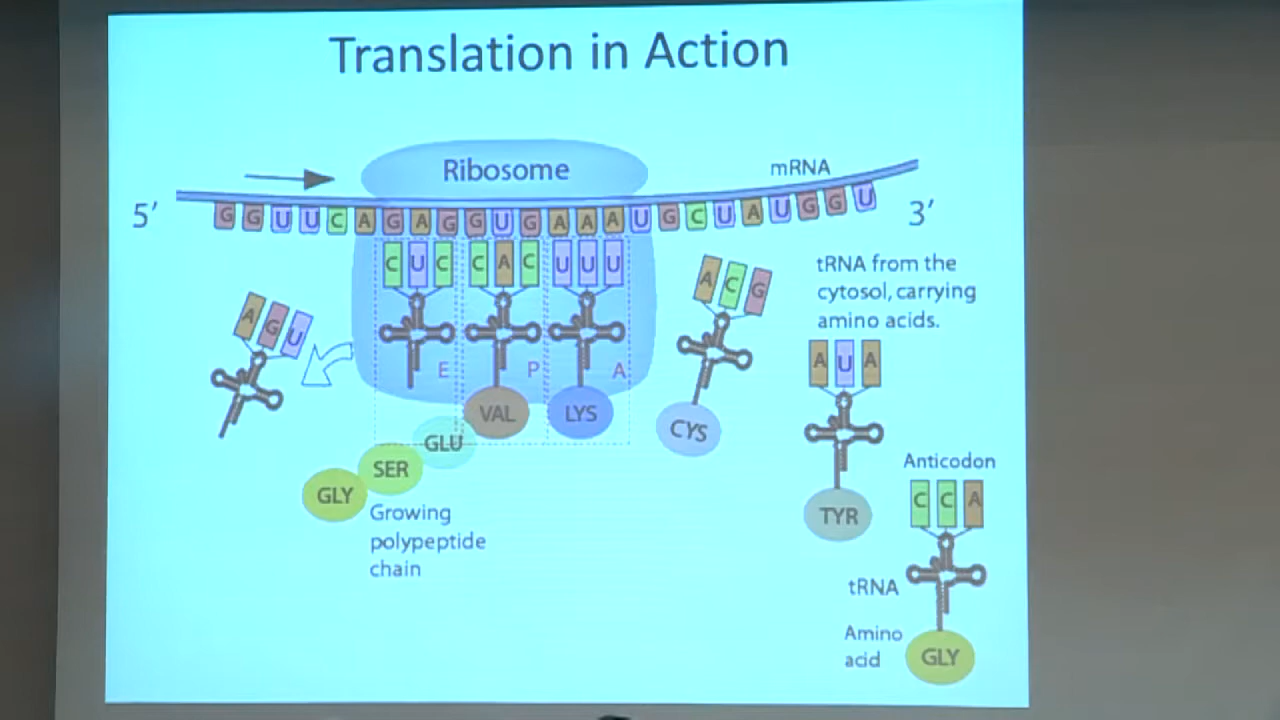 Translation in Action
Ribosome
mRNA
5′
G G U U C A G A G G U G A A A U G C U A U G G U
3′
C U C C A C U U U
A C G
tRNA from the
cytosol, carrying
amino acids.
A G U
A U A
E P A
VAL
LYS
CYS
GLU
SER
GLY
Growing
polypeptide
chain
TYR
Anticodon
C C A
tRNA
Amino
acid
GLY